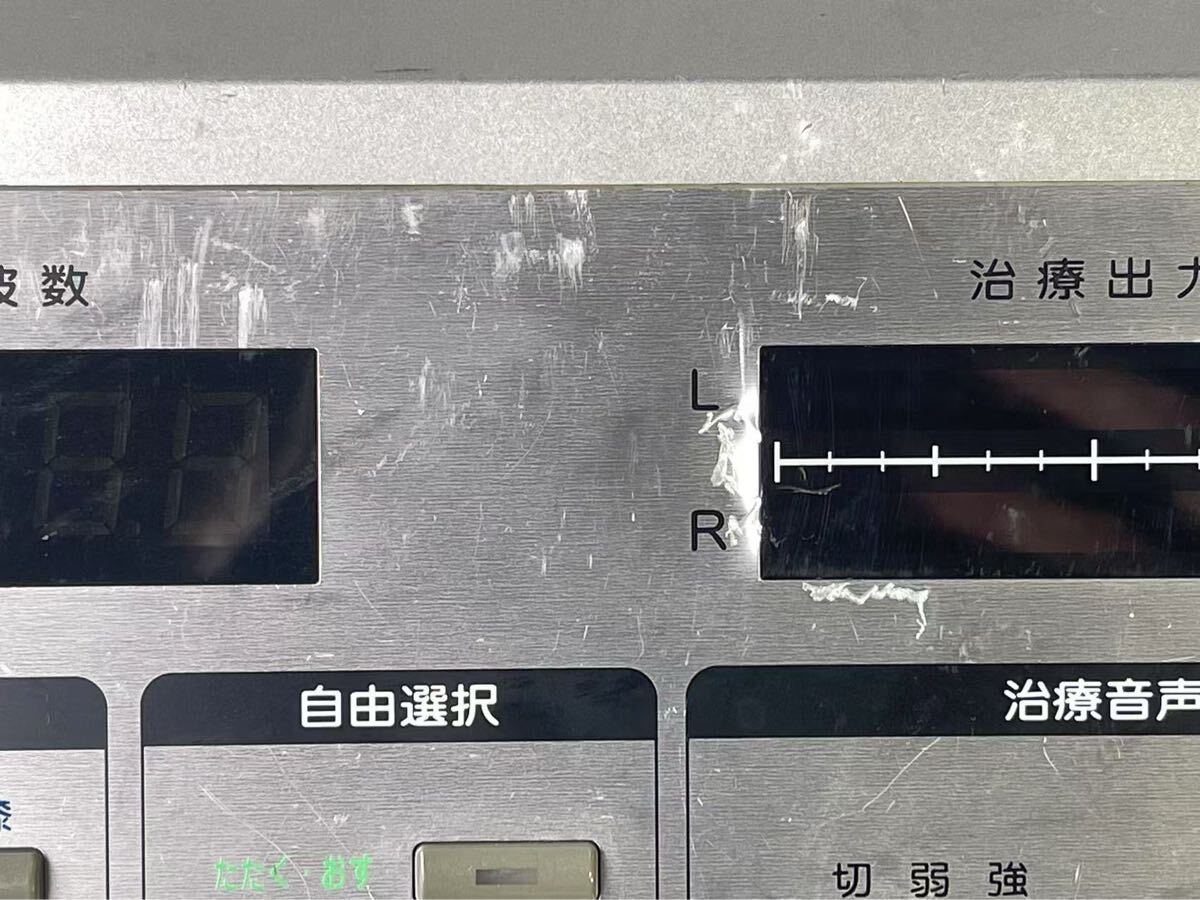 波数
治療出力
L
R
自由選択
治療音声
膝
たたく・おす
切 弱 強